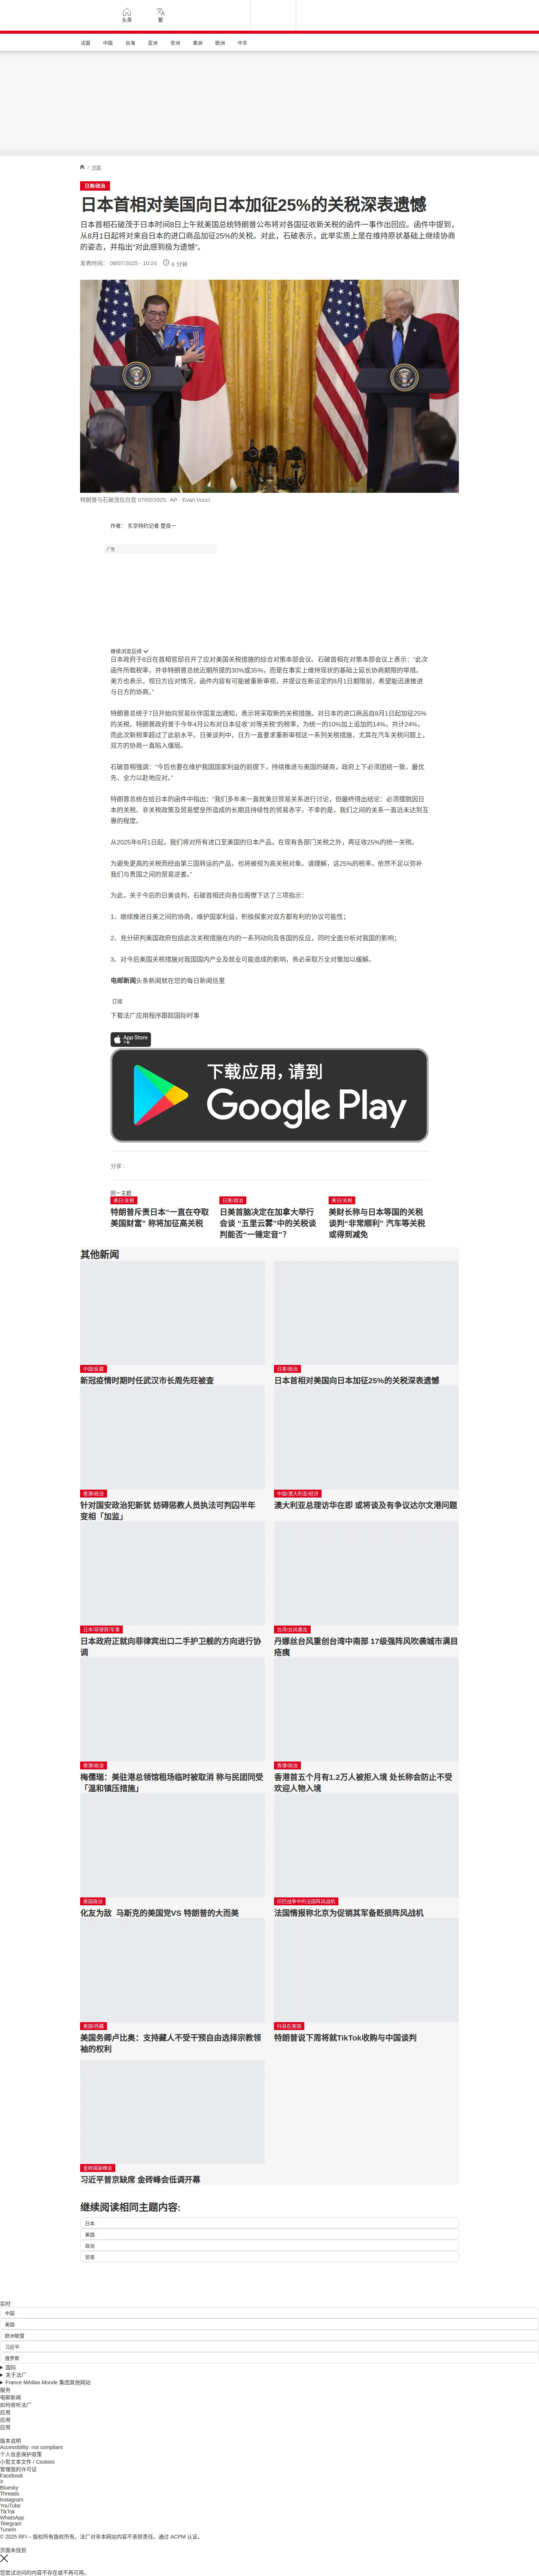 头条
繁
法国
中国
台海
亚洲
非洲
美洲
欧洲
中东
/ 中国
日美/政治
日本首相对美国向日本加征25%的关税深表遗憾
日本首相石破茂于日本时间8日上午就美国总统特朗普公布将对各国征收新关税的函件一事作出回应。函件中提到，
从8月1日起将对来自日本的进口商品加征25%的关税。对此，石破表示，此举实质上是在维持原状基础上继续协商
的姿态，并指出“对此感到极为遗憾”。
发表时间： 08/07/2025 - 10:24
6 分钟
特朗普与石破茂在白宫 07/02/2025. AP - Evan Vucci
作者： 东京特约记者 楚良一
广告
继续浏览后续
日本政府于8日在首相官邸召开了应对美国关税措施的综合对策本部会议。石破首相在对策本部会议上表示：“此次
函件所载税率，并非特朗普总统近期所提的30%或35%，而是在事实上维持现状的基础上延长协商期限的举措。
美方也表示，视日方应对情况，函件内容有可能被重新审视，并提议在新设定的8月1日期限前，希望能迅速推进
与日方的协商。”
特朗普总统于7日开始向贸易伙伴国发出通知，表示将采取新的关税措施。对日本的进口商品自8月1日起加征25%
的关税。特朗普政府曾于今年4月公布对日本征收“对等关税”的税率，为统一的10%加上追加的14%，共计24%，
而此次新税率超过了此前水平。日美谈判中，日方一直要求重新审视这一系列关税措施，尤其在汽车关税问题上，
双方的协商一直陷入僵局。
石破首相强调：“今后也要在维护我国国家利益的前提下，持续推进与美国的磋商，政府上下必须团结一致，最优
先、全力以赴地应对。”
特朗普总统在给日本的函件中指出：“我们多年来一直就美日贸易关系进行讨论，但最终得出结论：必须摆脱因日
本的关税、非关税政策及贸易壁垒所造成的长期且持续性的贸易赤字。不幸的是，我们之间的关系一直远未达到互
惠的程度。
从2025年8月1日起，我们将对所有进口至美国的日本产品，在现有各部门关税之外，再征收25%的统一关税。
为避免更高的关税而经由第三国转运的产品，也将被视为高关税对象。请理解，这25%的税率，依然不足以弥补
我们与贵国之间的贸易逆差。”
为此，关于今后的日美谈判，石破首相还向各位阁僚下达了三项指示：
1、继续推进日美之间的协商，维护国家利益，积极探索对双方都有利的协议可能性；
2、充分研判美国政府包括此次关税措施在内的一系列动向及各国的反应，同时全面分析对我国的影响；
3、对今后美国关税措施对我国国内产业及就业可能造成的影响，务必采取万全对策加以缓解。
电邮新闻头条新闻就在您的每日新闻信里
订阅
下载法广应用程序跟踪国际时事
App Store
下载应用，请到
Google Play
分享 :
同一主题
美日/关税
特朗普斥责日本“一直在夺取
美国财富” 称将加征高关税
日美/政治
日美首脑决定在加拿大举行
会谈 “五里云雾”中的关税谈
判能否“一锤定音”？
美日/关税
美财长称与日本等国的关税
谈判“非常顺利” 汽车等关税
或得到减免
其他新闻
中国/反腐
新冠疫情时期时任武汉市长周先旺被查
日美/政治
日本首相对美国向日本加征25%的关税深表遗憾
香港/政治
针对国安政治犯新犹 妨碍惩教人员执法可判囚半年
变相「加监」
中国/澳大利亚/经济
澳大利亚总理访华在即 或将谈及有争议达尔文港问题
日本/菲律宾/军事
日本政府正就向菲律宾出口二手护卫舰的方向进行协
调
台湾/台风袭击
丹娜丝台风重创台湾中南部 17级强阵风吹袭城市满目
疮痍
香港/政治
梅儒瑞：美驻港总领馆租场临时被取消 称与民团同受
「温和镇压措施」
香港/政治
香港首五个月有1.2万人被拒入境 处长称会防止不受
欢迎人物入境
美国政治
化友为敌 马斯克的美国党VS 特朗普的大而美
印巴战争中的法国阵风战机
法国情报称北京为促销其军备贬损阵风战机
美国/西藏
美国务卿卢比奥：支持藏人不受干预自由选择宗教领
袖的权利
抖音在美国
特朗普说下周将就TikTok收购与中国谈判
金砖国家峰会
习近平普京缺席 金砖峰会低调开幕
继续阅读相同主题内容:
日本
美国
政治
贸易
实时
中国
美国
欧洲联盟
习近平
俄罗斯
国际
关于法广
France Médias Monde 集团其他网站
服务
电邮新闻
如何收听法广
应用
应用
应用
版本说明
Accessibility: not compliant
个人信息保护政策
小型文本文件 / Cookies
管理我的许可证
Facebook
X
Bluesky
Threads
Instagram
YouTube
TikTok
WhatsApp
Telegram
TuneIn
© 2025 RFI – 版权所有版权所有。法广对非本网站内容不承担责任。通过 ACPM 认证。
页面未找到
您尝试访问的内容不存在或不再可用。